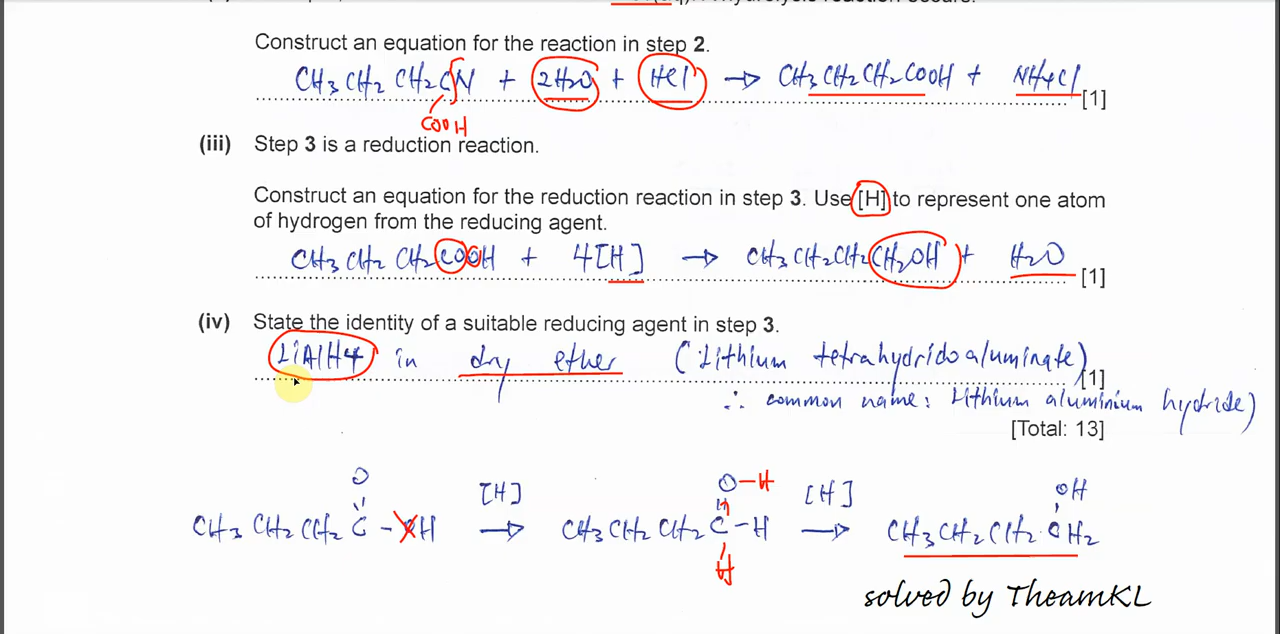 Construct an equation for the reaction in step 2.
CH3CH2CH2CN + 2H2O + HCl → CH3CH2CH2COOH + NH4Cl [1]
COOH
(iii) Step 3 is a reduction reaction.
Construct an equation for the reduction reaction in step 3. Use [H] to represent one atom
of hydrogen from the reducing agent.
CH3CH2CH2COOH + 4[H] → CH3CH2CH2CH2OH + H2O [1]
(iv) State the identity of a suitable reducing agent in step 3.
LiAlH4 in dry ether (Lithium tetrahydridoaluminate) [1]
∴ common name: Lithium aluminium hydride)
[Total: 13]
O [H] O–H [H] OH
H
CH3CH2CH2C–OH → CH3CH2CH2C–H → CH3CH2CH2CH2
H
solved by TheamKL